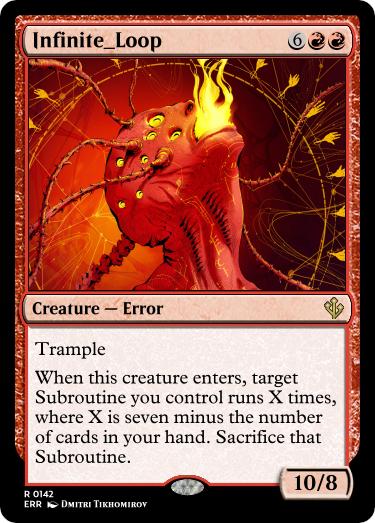 Infinite_Loop 6
Creature — Error
Trample
When this creature enters, target
Subroutine you control runs X times,
where X is seven minus the number
of cards in your hand. Sacrifice that
Subroutine.
10/8
R 0142
ERR Dmitri Tikhomirov